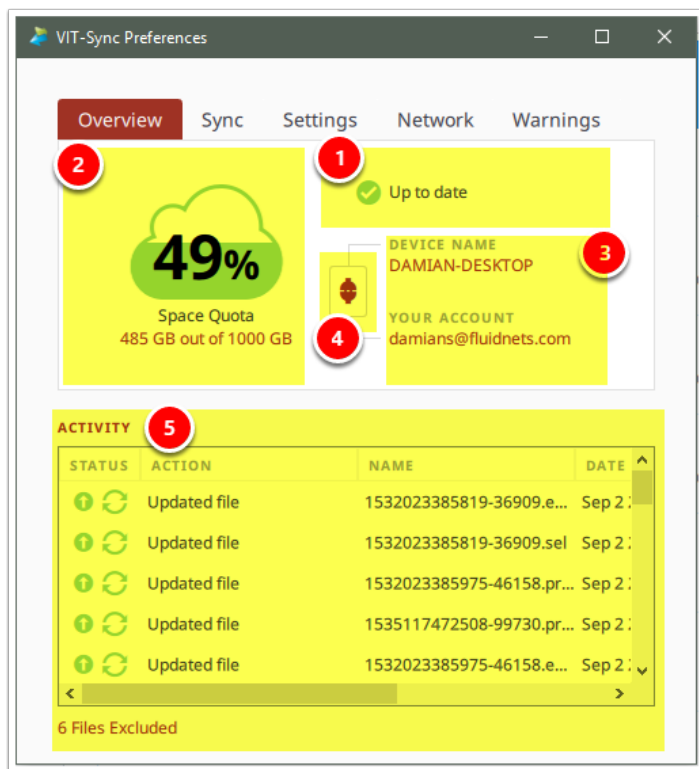 VIT-Sync Preferences
Overview Sync Settings Network Warnings
2
1
Up to date
49%
Space Quota
485 GB out of 1000 GB
DEVICE NAME
3
DAMIAN-DESKTOP
YOUR ACCOUNT
4
damians@fluidnets.com
ACTIVITY 5
STATUS ACTION NAME DATE
Updated file 1532023385819-36909.e... Sep 2
Updated file 1532023385819-36909.sel Sep 2
Updated file 1532023385975-46158.pr... Sep 2
Updated file 1535117472508-99730.pr... Sep 2
Updated file 1532023385975-46158.e... Sep 2
6 Files Excluded